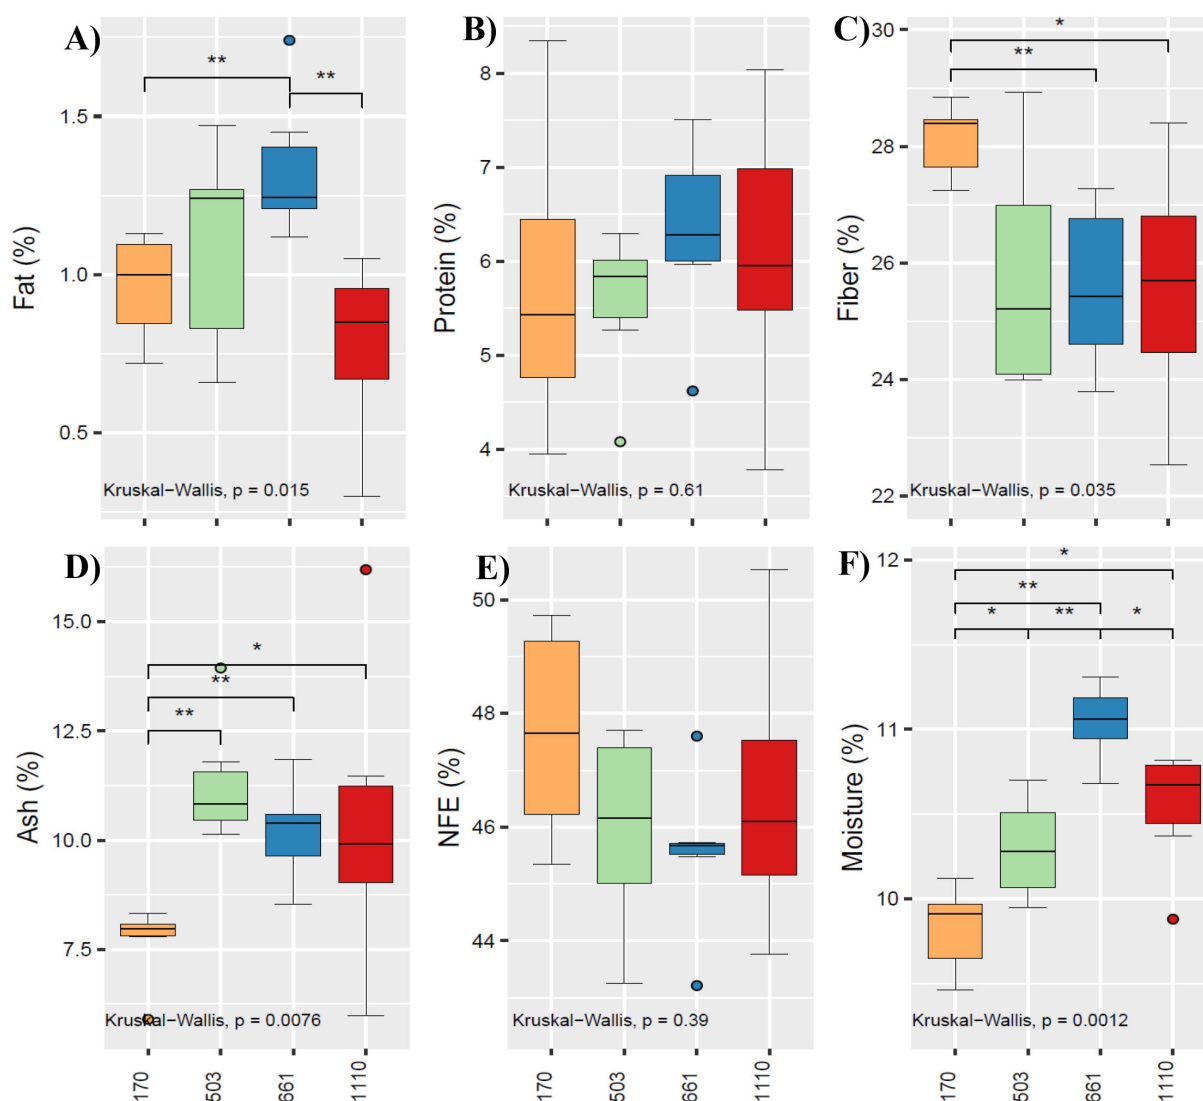 A)
Fat (%)
1.5
1.0
0.5
**
**
Kruskal−Wallis, p = 0.015
B)
Protein (%)
8
7
6
5
4
Kruskal−Wallis, p = 0.61
C)
Fiber (%)
30
28
26
24
22
*
**
Kruskal−Wallis, p = 0.035
D)
Ash (%)
15.0
12.5
10.0
7.5
*
**
**
Kruskal−Wallis, p = 0.0076
170
503
661
1110
E)
NFE (%)
50
48
46
44
Kruskal−Wallis, p = 0.39
170
503
661
1110
F)
Moisture (%)
12
11
10
*
**
* ** *
Kruskal−Wallis, p = 0.0012
170
503
661
1110